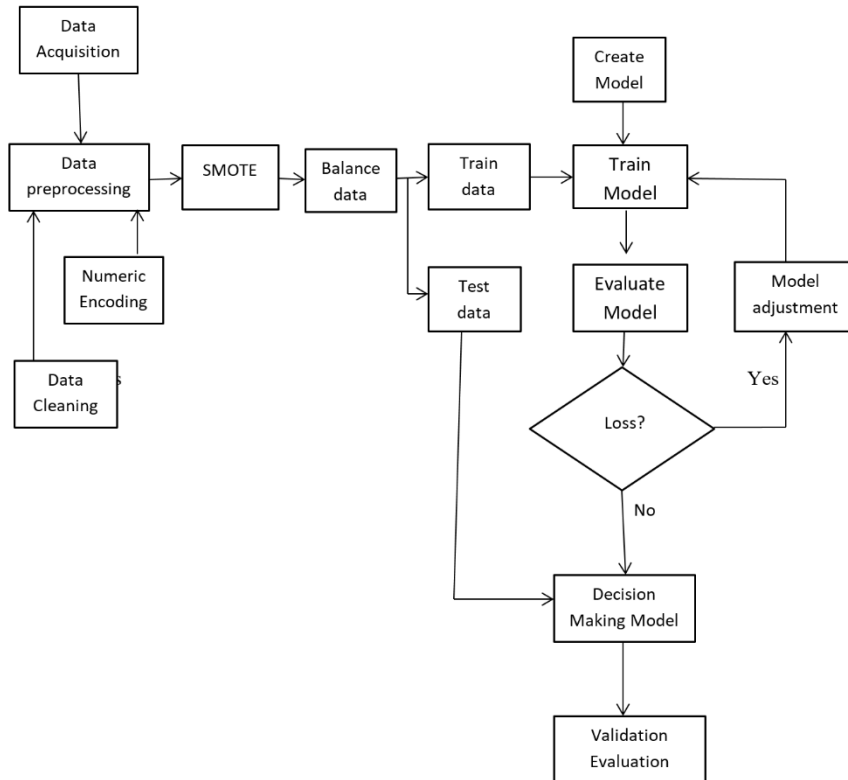 Data
Acquisition
Create
Model
Data
preprocessing
SMOTE
Balance
data
Train
data
Train
Model
Numeric
Encoding
Test
data
Evaluate
Model
Model
adjustment
Data
Cleaning
s
Yes
Loss?
No
Decision
Making Model
Validation
Evaluation